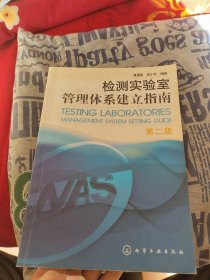 检测实验室
管理体系建立指南
TESTING LABORATORIES
MANAGEMENT SYSTEM SETTING GUIDE
第二版
NAS
化学工业出版社